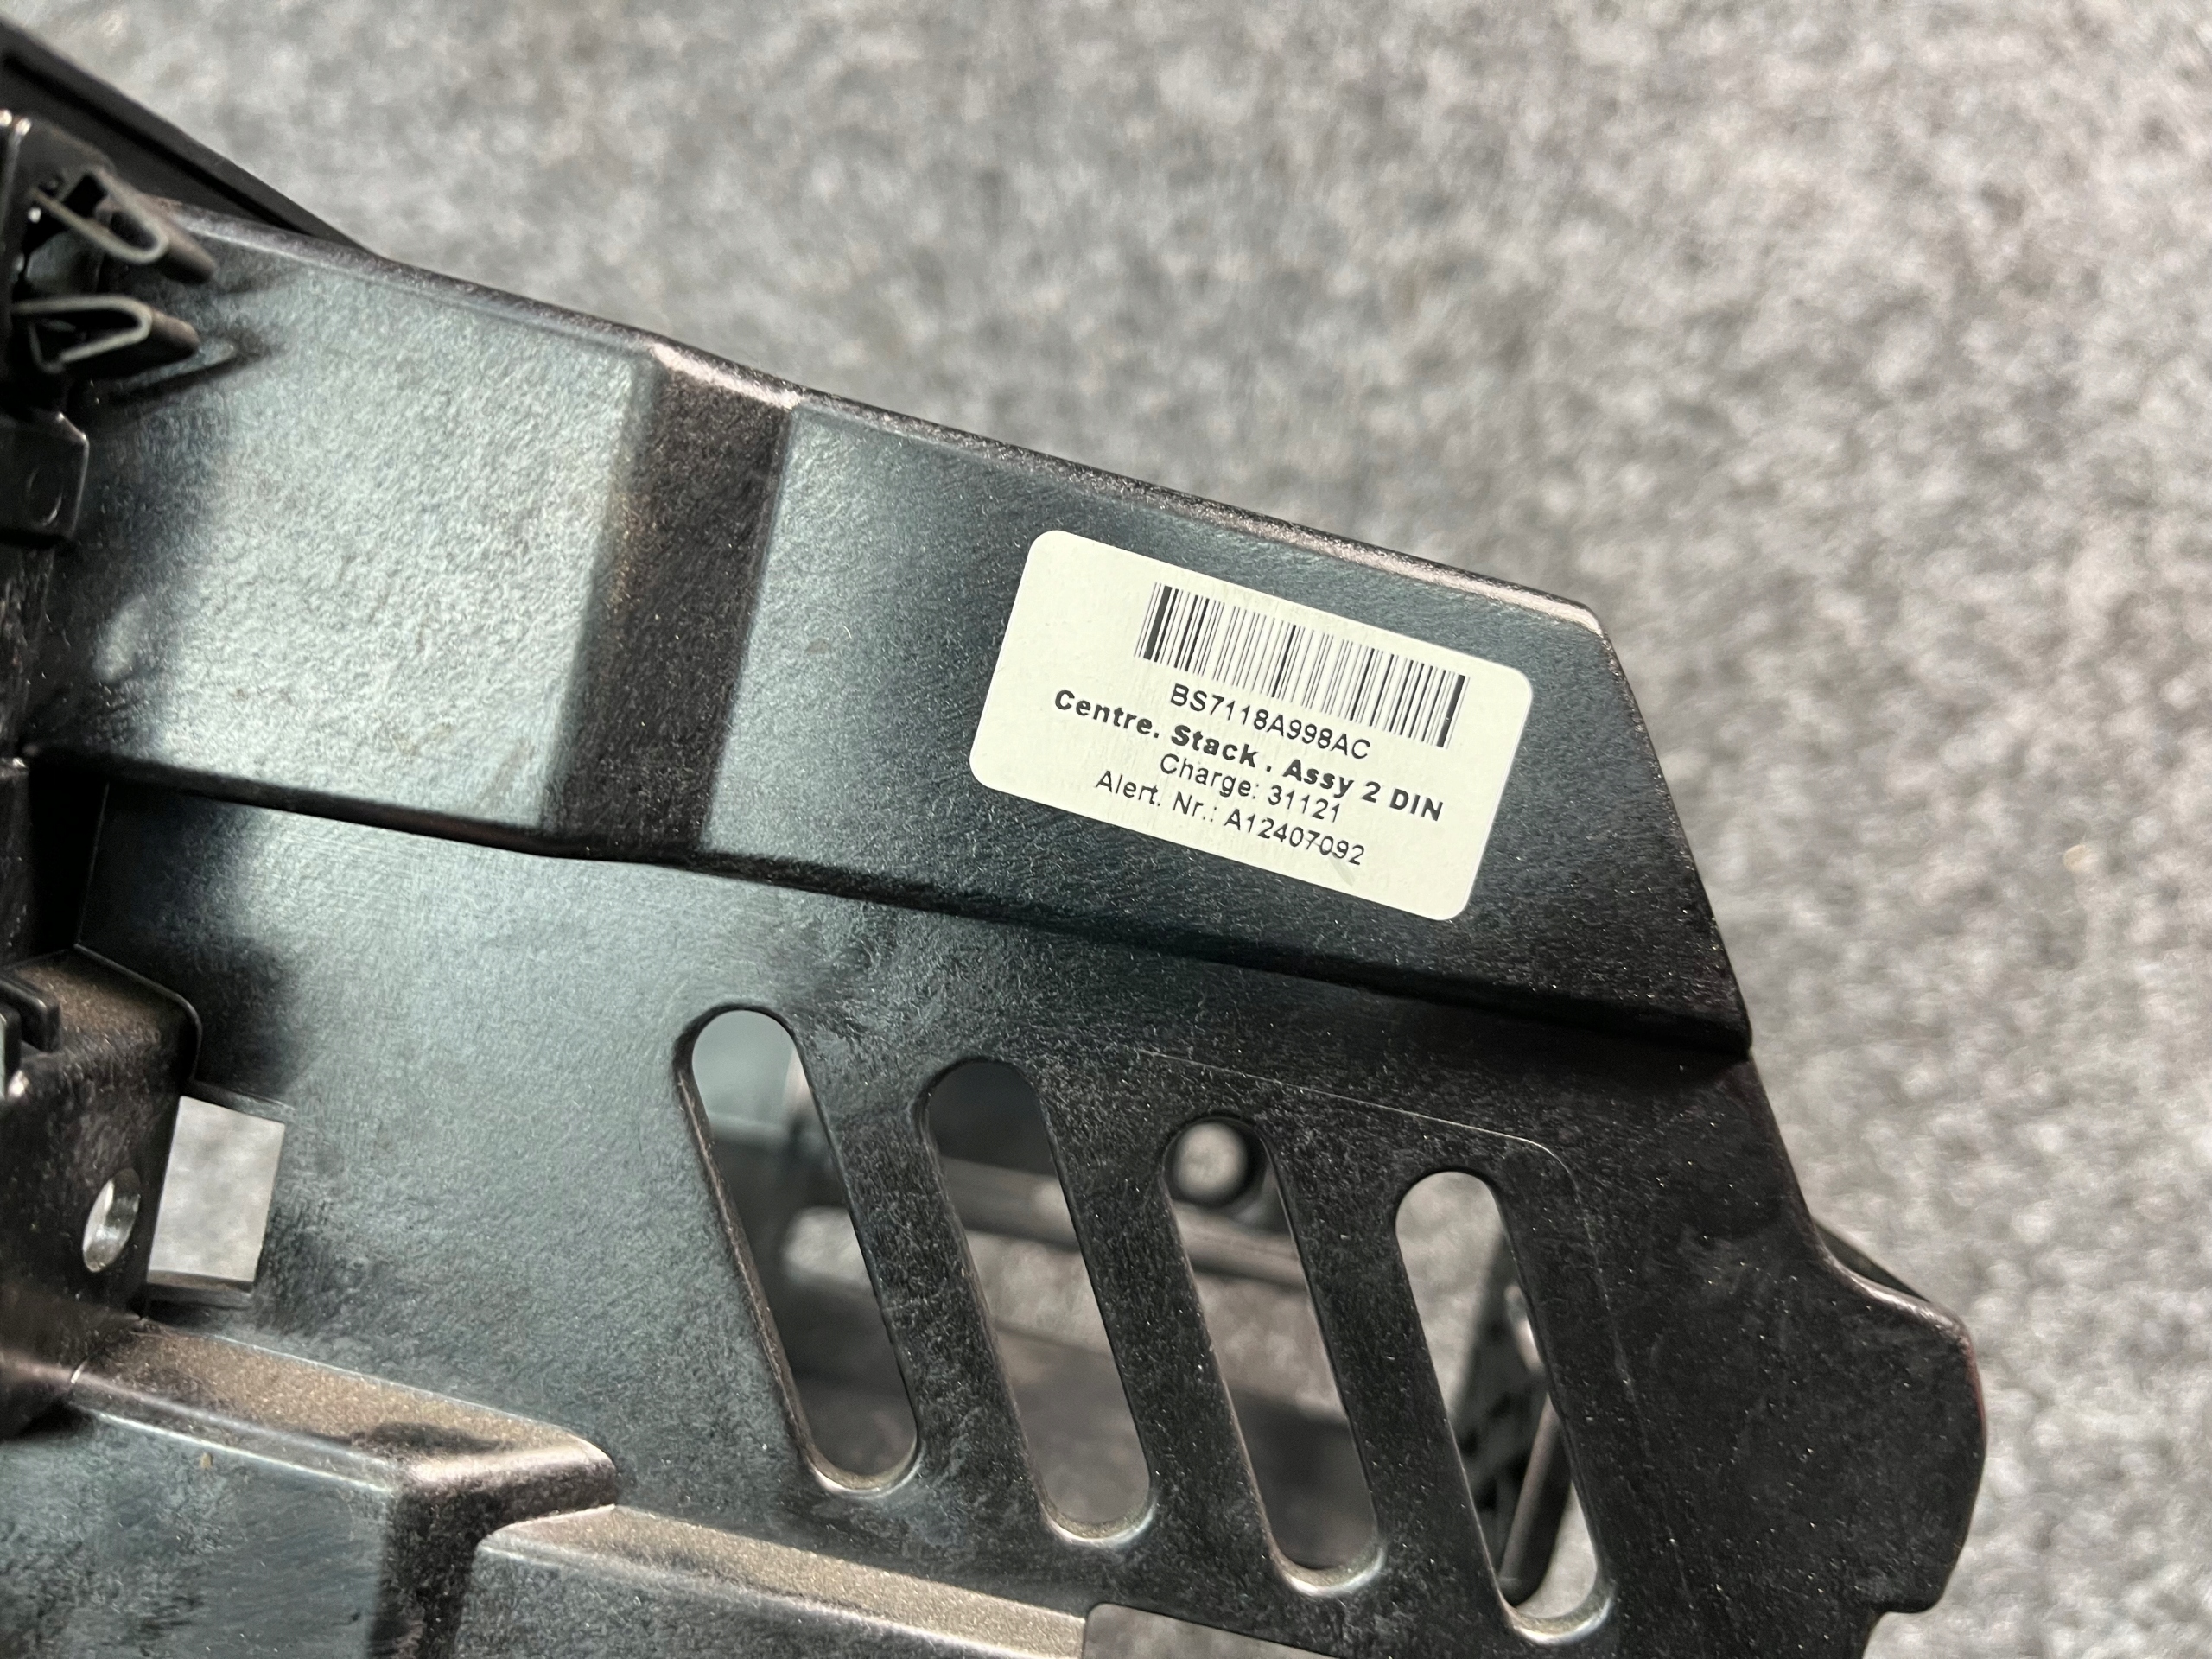 BS7118A998AC
Centre. Stack . Assy 2 DIN
Charge: 31121
Alert. Nr.: A12407092